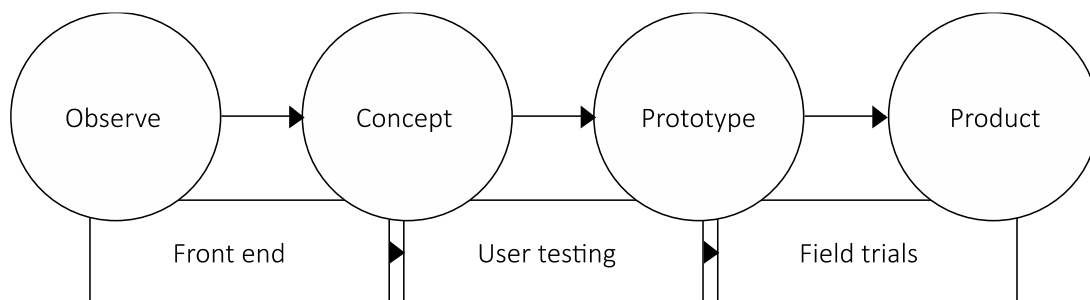 Observe
Concept
Prototype
Product
Front end
User testing
Field trials